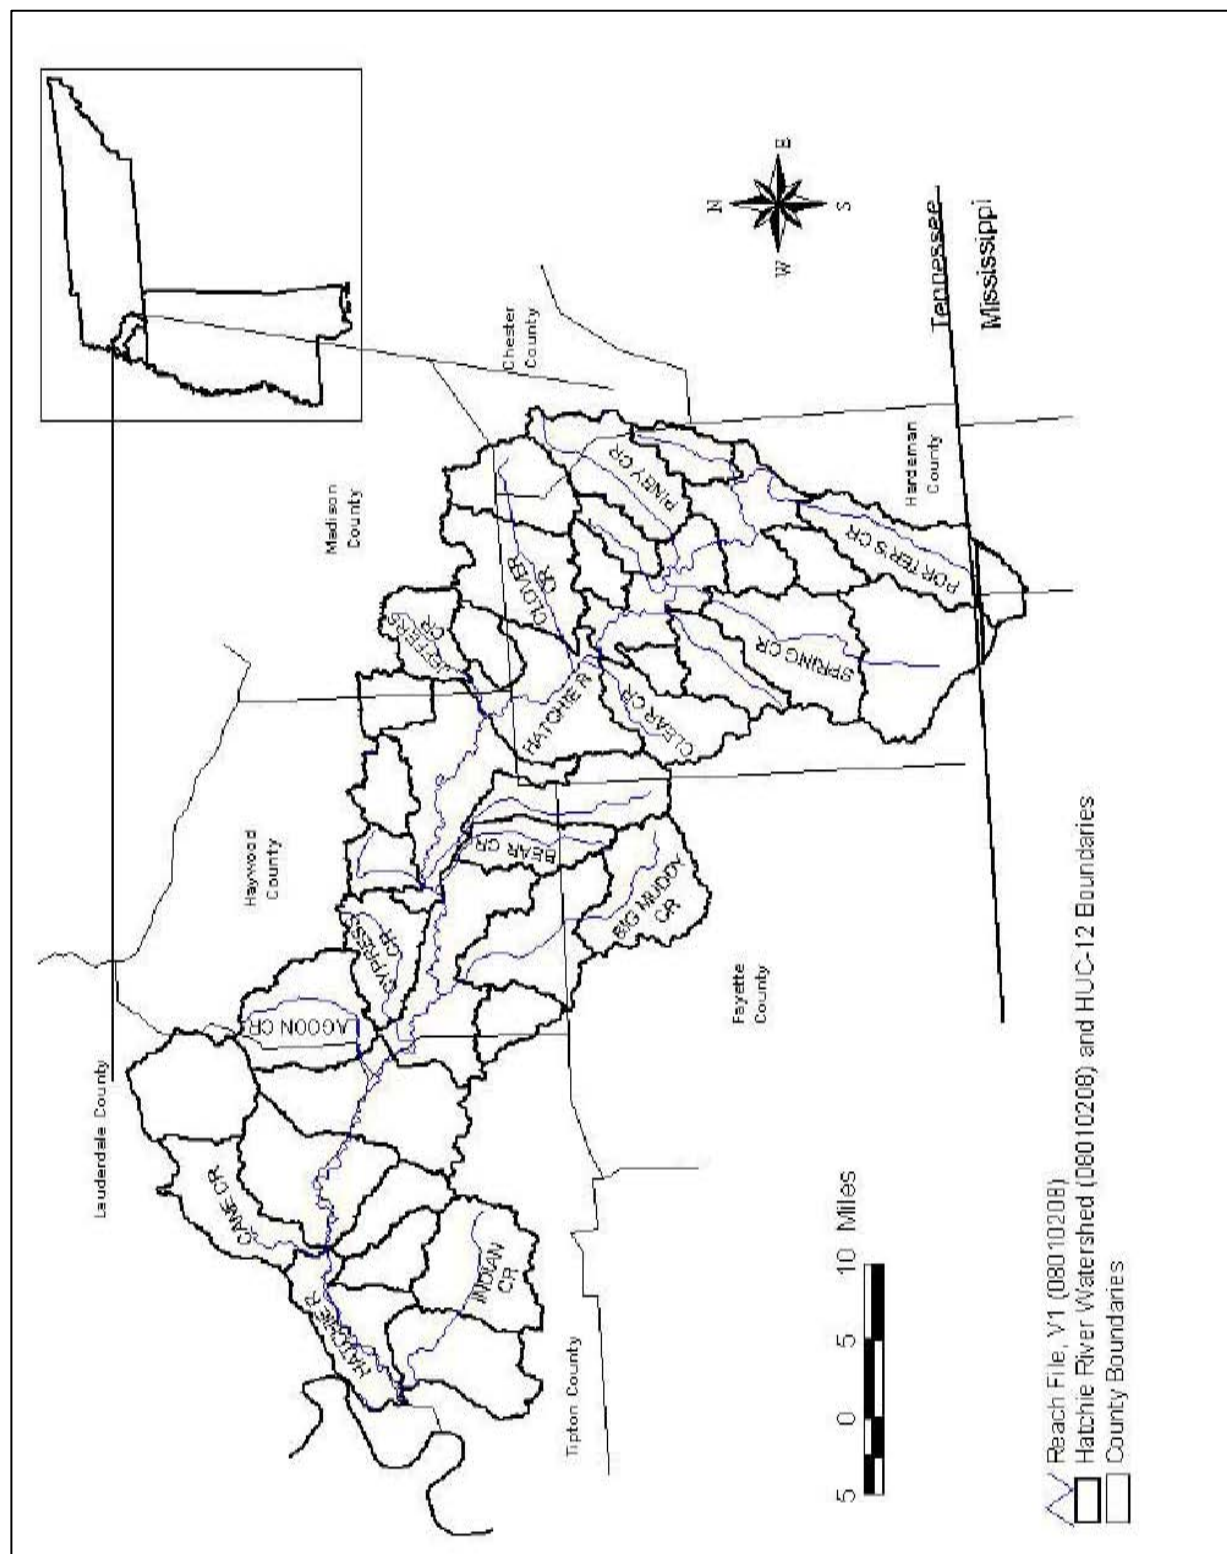 Lauderdale County
Haywood
County
Madison
County
Chester
County
Hardeman
County
Fayette
County
Tipton County
Tennessee
Mississippi
N
W
E
S
CANE CR
HATCHIE R
INDIAN
CR
LAGOON CR
CYPRESS
CR
BIG MUDDY
CR
BEAR
CR
JEFFERS
CR
HATCHIE R
CLOVER
CR
CLEAR CR
SPRING CR
PINEY CR
PORTER'S CR
5 0 5 10 Miles
Reach File, V1 (08010208)
Hatchie River Watershed (08010208) and HUC-12 Boundaries
County Boundaries